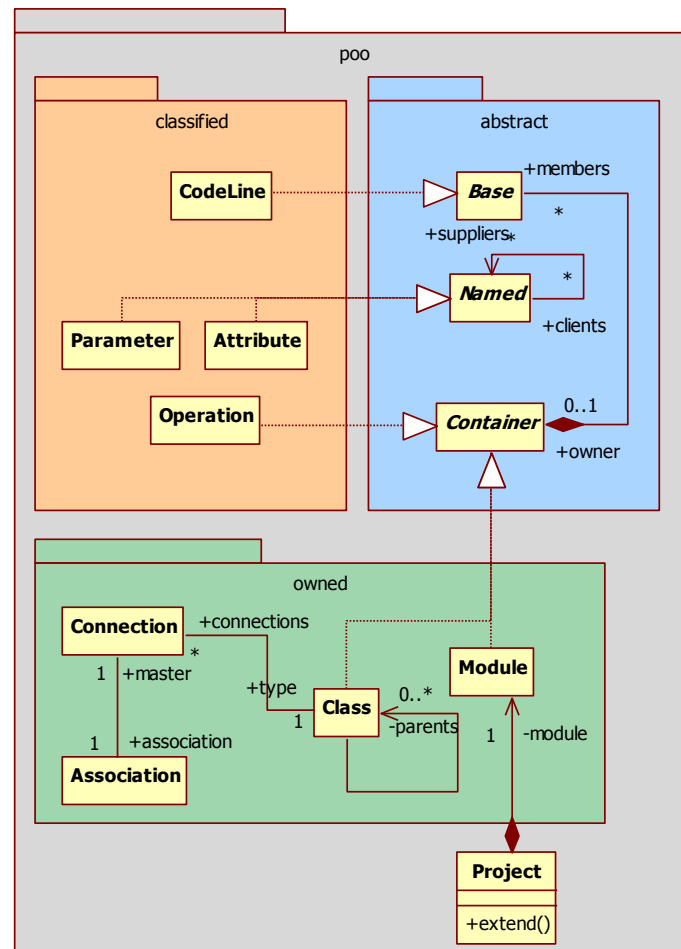 poo
classified
abstract
+members
CodeLine
Base
*
+suppliers
*
Named
*
+clients
Parameter
Attribute
Operation
Container
0..1
+owner
owned
+connections
Connection
*
1
+master
Module
+type
0..*
1
Class
-parents
1
-module
1
+association
Association
Project
+extend()